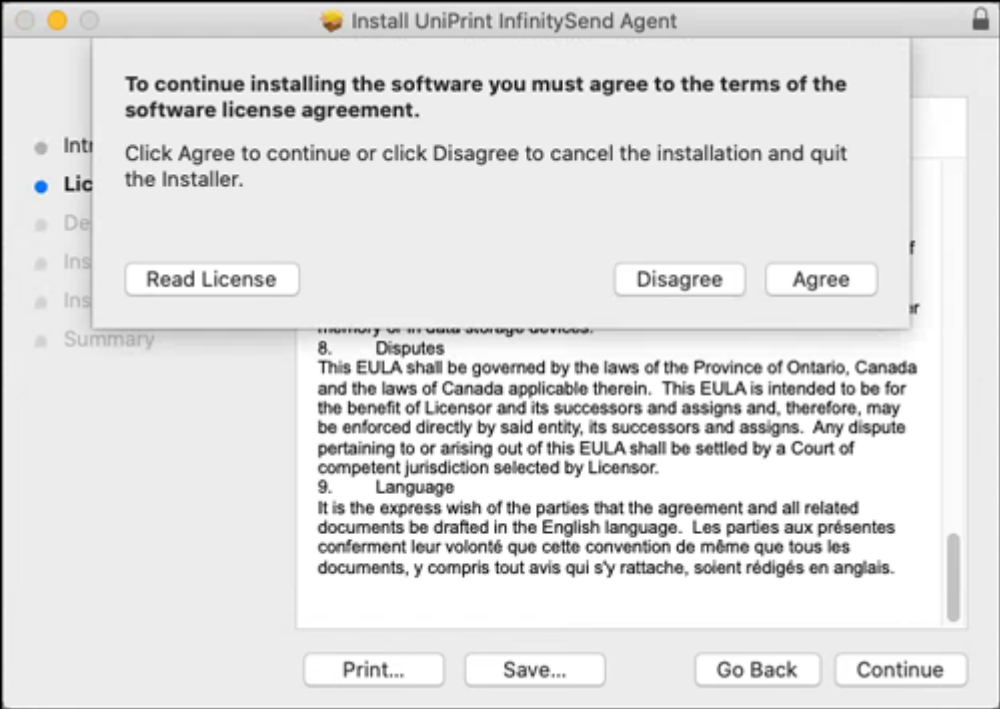 Install UniPrint InfinitySend Agent
To continue installing the software you must agree to the terms of the
software license agreement.
Click Agree to continue or click Disagree to cancel the installation and quit
the Installer.
Read License
Disagree
Agree
Summary
8. Disputes
This EULA shall be governed by the laws of the Province of Ontario, Canada
and the laws of Canada applicable therein. This EULA is intended to be for
the benefit of Licensor and its successors and assigns and, therefore, may
be enforced directly by said entity, its successors and assigns. Any dispute
pertaining to or arising out of this EULA shall be settled by a Court of
competent jurisdiction selected by Licensor.
9. Language
It is the express wish of the parties that the agreement and all related
documents be drafted in the English language. Les parties aux présentes
conferment leur volonté que cette convention de même que tous les
documents, y compris tout avis qui s'y rattache, soient rédigés en anglais.
Print...
Save...
Go Back
Continue